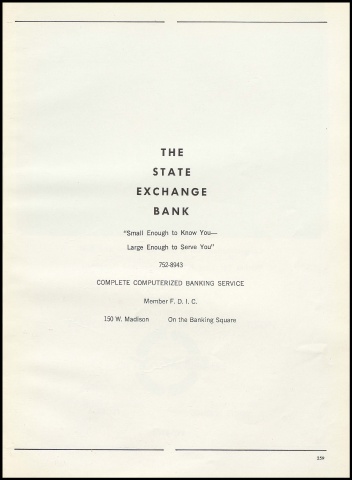 THE
STATE
EXCHANGE
BANK
"Small Enough to Know You—
Large Enough to Serve You"
752-8943
COMPLETE COMPUTERIZED BANKING SERVICE
Member F. D. I. C.
150 W. Madison On the Banking Square
259